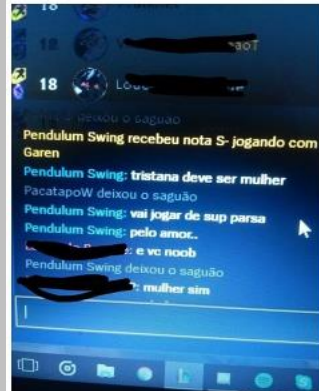 18
18
18
deixou o saguão
Pendulum Swing recebeu nota S- jogando com
Garen
Pendulum Swing: tristana deve ser mulher
PacatapoW deixou o saguão
Pendulum Swing: vai jogar de sup parsa
Pendulum Swing: pelo amor..
: e vc noob
Pendulum Swing deixou o saguão
: mulher sim